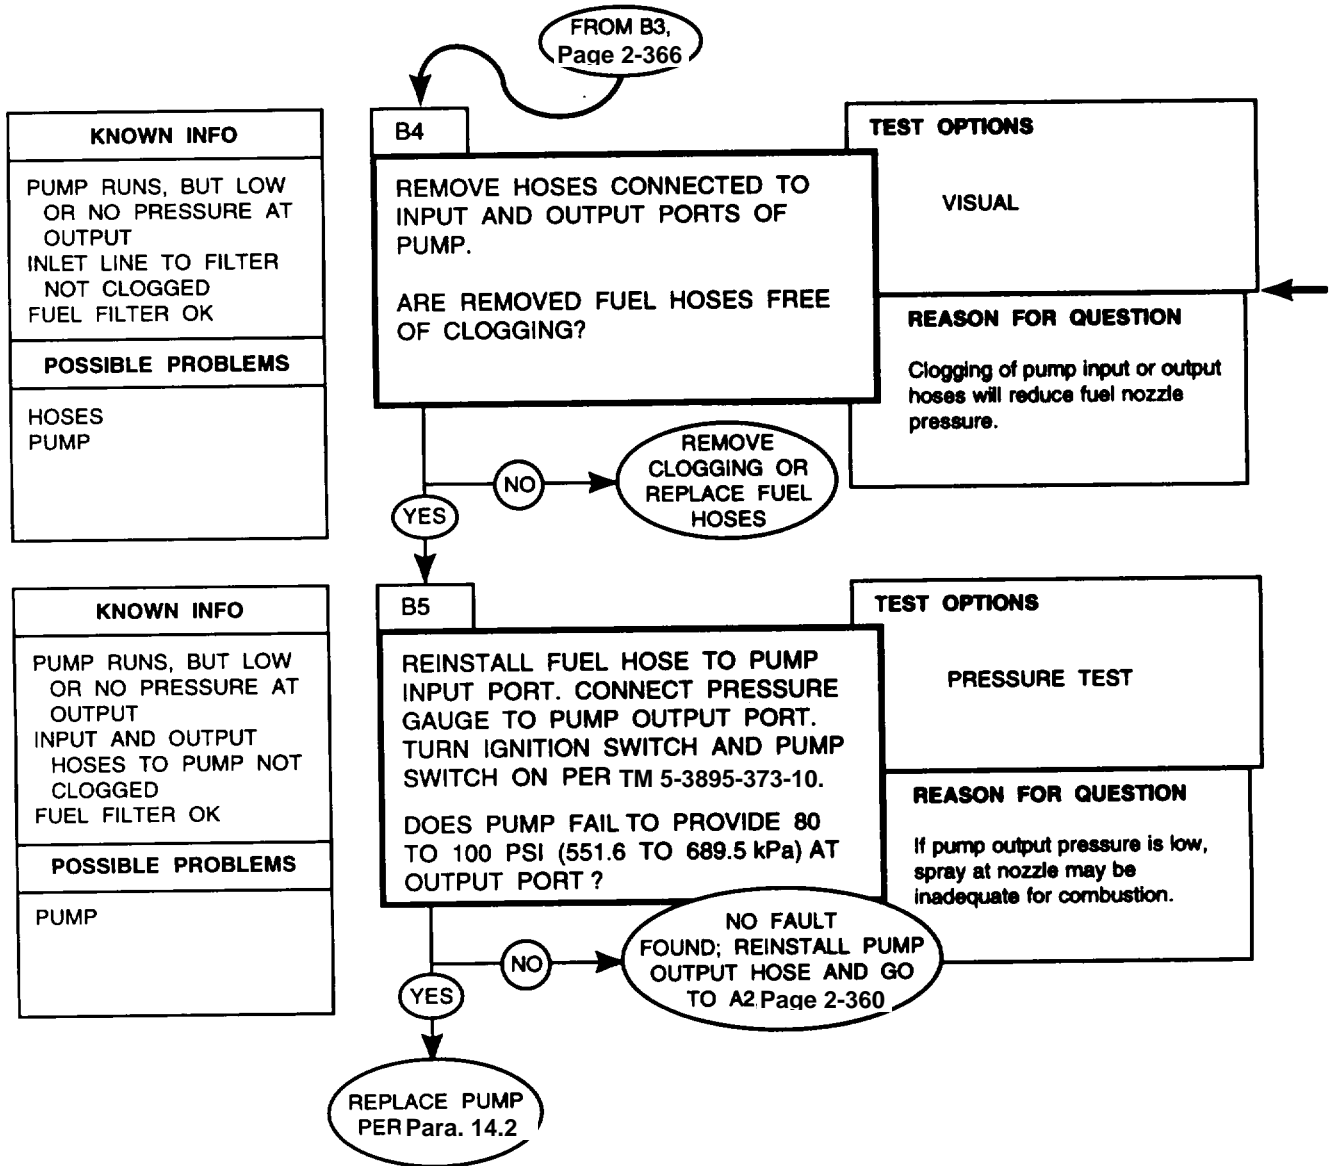 FROM B3,
Page 2-366
KNOWN INFO
PUMP RUNS, BUT LOW
OR NO PRESSURE AT
OUTPUT
INLET LINE TO FILTER
NOT CLOGGED
FUEL FILTER OK
POSSIBLE PROBLEMS
HOSES
PUMP
B4
REMOVE HOSES CONNECTED TO
INPUT AND OUTPUT PORTS OF
PUMP.
ARE REMOVED FUEL HOSES FREE
OF CLOGGING?
TEST OPTIONS
VISUAL
REASON FOR QUESTION
Clogging of pump input or output
hoses will reduce fuel nozzle
pressure.
NO
REMOVE
CLOGGING OR
REPLACE FUEL
HOSES
YES
KNOWN INFO
PUMP RUNS, BUT LOW
OR NO PRESSURE AT
OUTPUT
INPUT AND OUTPUT
HOSES TO PUMP NOT
CLOGGED
FUEL FILTER OK
POSSIBLE PROBLEMS
PUMP
B5
REINSTALL FUEL HOSE TO PUMP
INPUT PORT. CONNECT PRESSURE
GAUGE TO PUMP OUTPUT PORT.
TURN IGNITION SWITCH AND PUMP
SWITCH ON PER TM 5-3895-373-10.
DOES PUMP FAIL TO PROVIDE 80
TO 100 PSI (551.6 TO 689.5 kPa) AT
OUTPUT PORT ?
TEST OPTIONS
PRESSURE TEST
REASON FOR QUESTION
If pump output pressure is low,
spray at nozzle may be
inadequate for combustion.
NO
NO FAULT
FOUND; REINSTALL PUMP
OUTPUT HOSE AND GO
TO A2 Page 2-360
YES
REPLACE PUMP
PER Para. 14.2